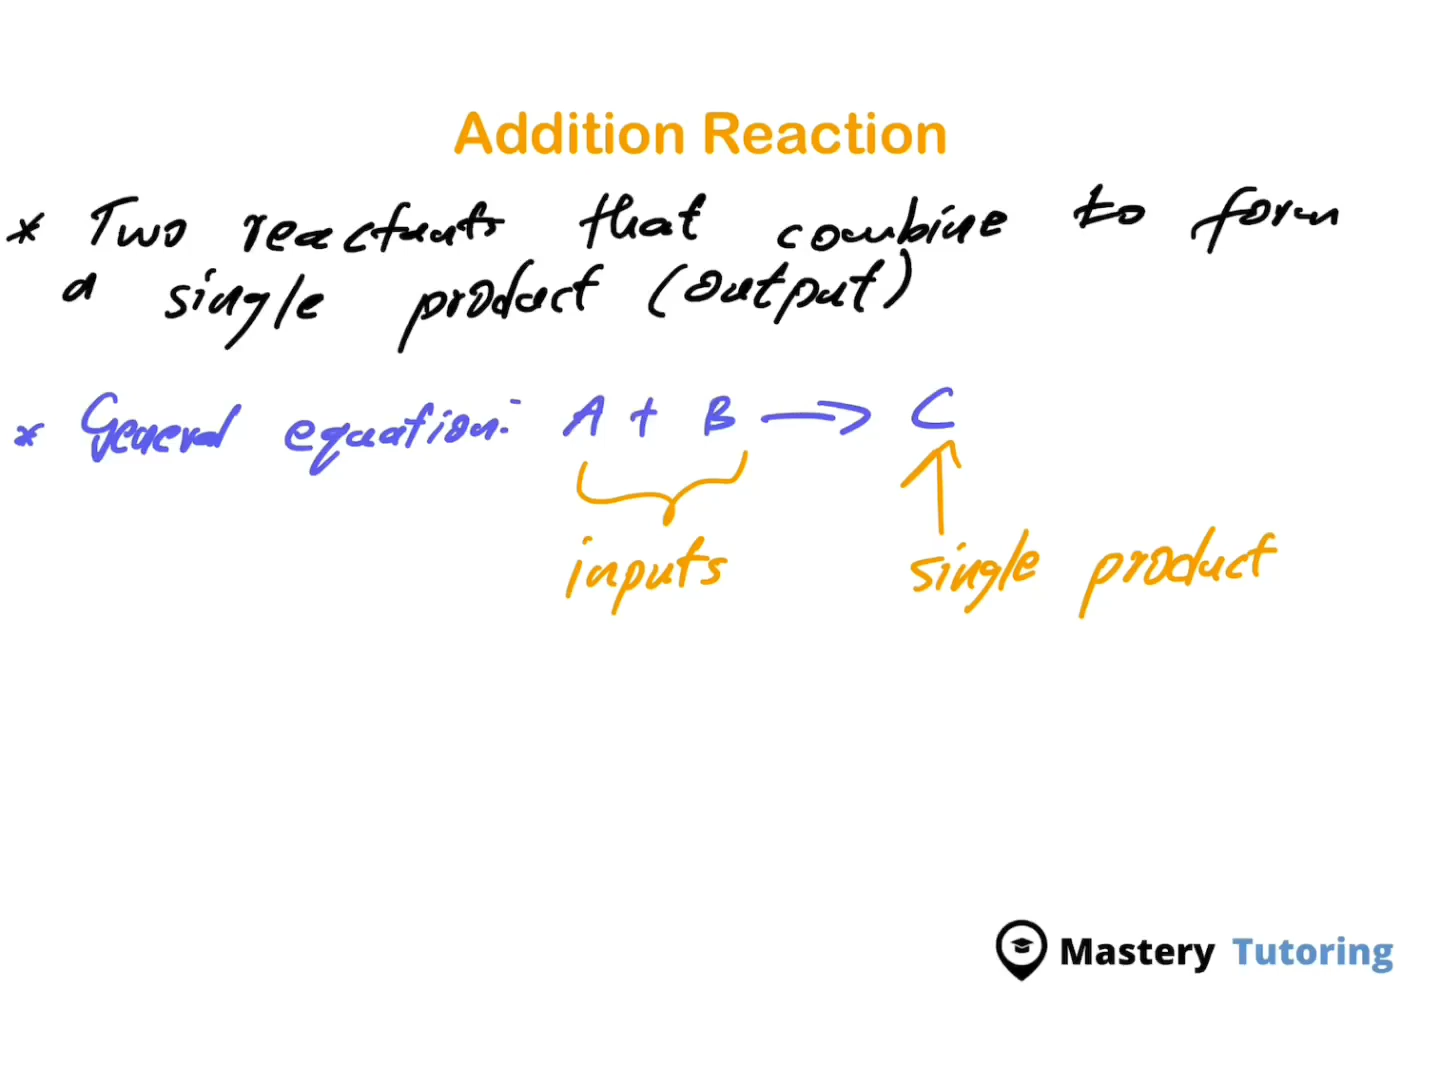 Addition Reaction
* Two reactants that combine to form
a single product (output)
* General equation: A + B → C
inputs
single product
Mastery Tutoring